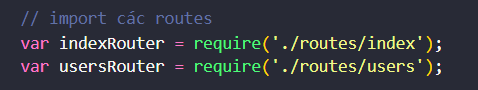 // import các routes
var indexRouter = require('./routes/index');
var usersRouter = require('./routes/users');